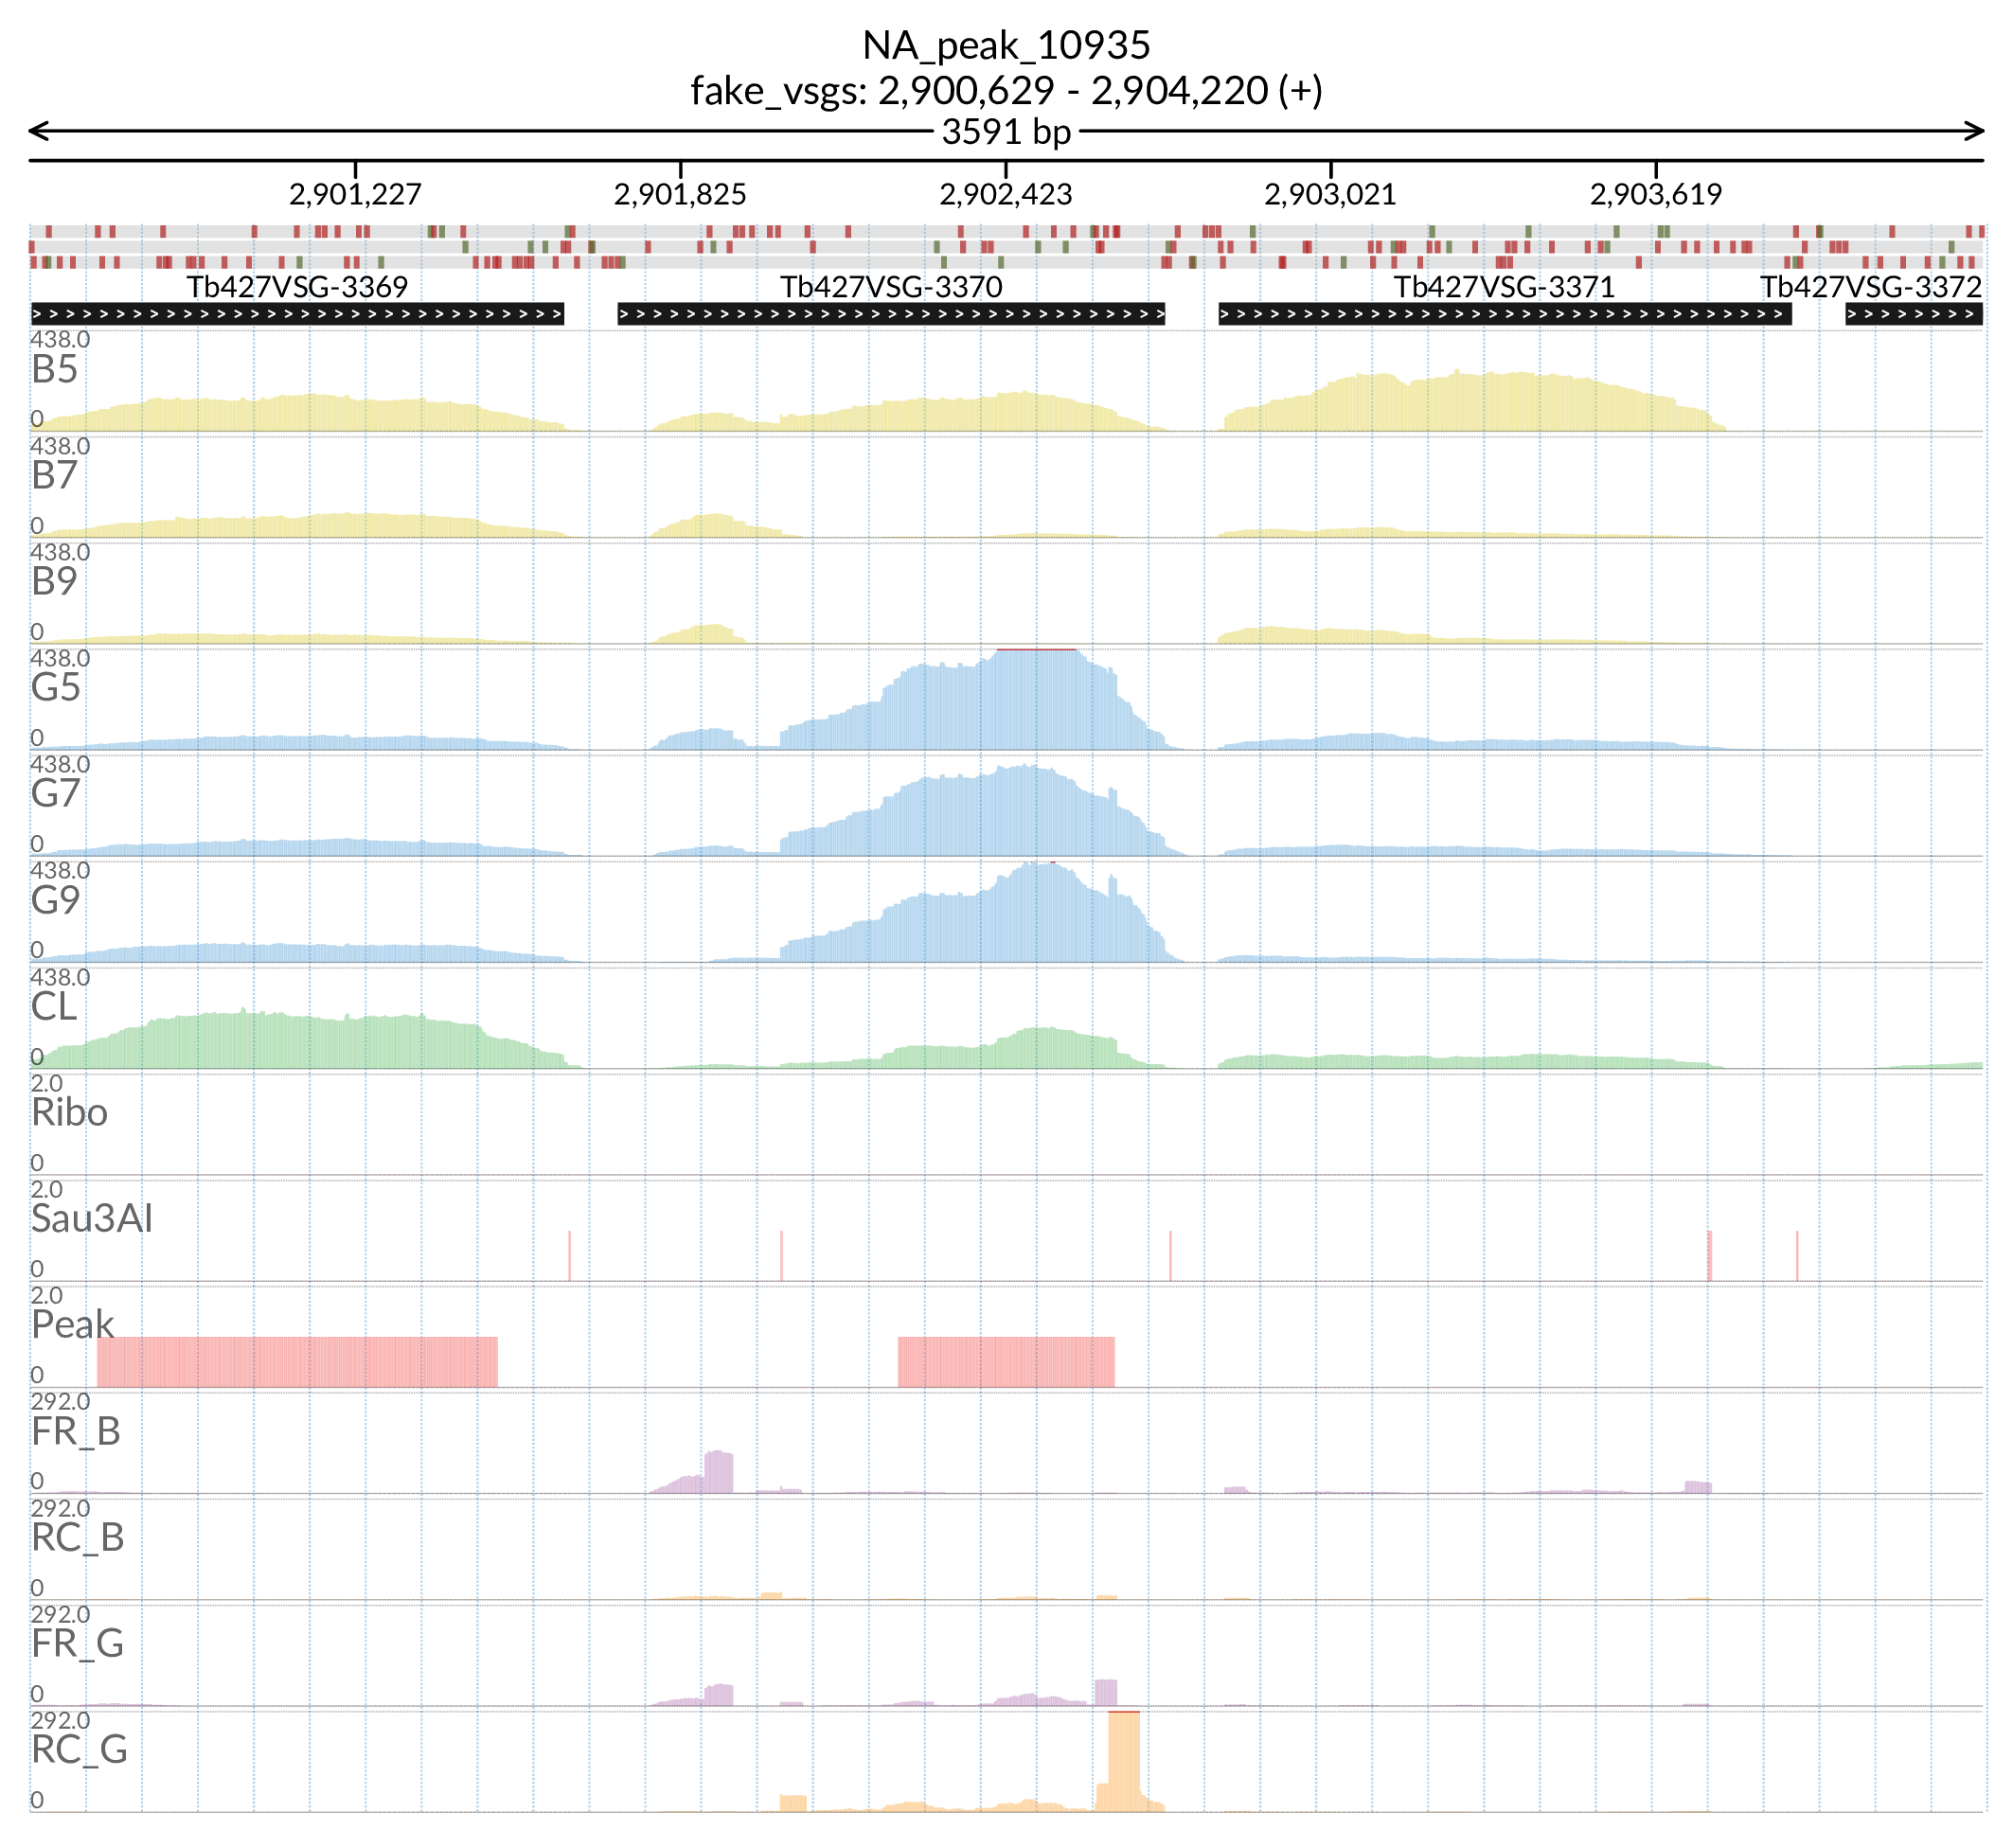 NA_peak_10935
fake_vsgs: 2,900,629 - 2,904,220 (+)
3591 bp
2,901,227 2,901,825 2,902,423 2,903,021 2,903,619
Tb427VSG-3369 Tb427VSG-3370 Tb427VSG-3371 Tb427VSG-3372
438.0
B5
0
438.0
B7
0
438.0
B9
0
438.0
G5
0
438.0
G7
0
438.0
G9
0
438.0
CL
0
2.0
Ribo
0
2.0
Sau3AI
0
2.0
Peak
0
292.0
FR_B
0
292.0
RC_B
0
292.0
FR_G
0
292.0
RC_G
0